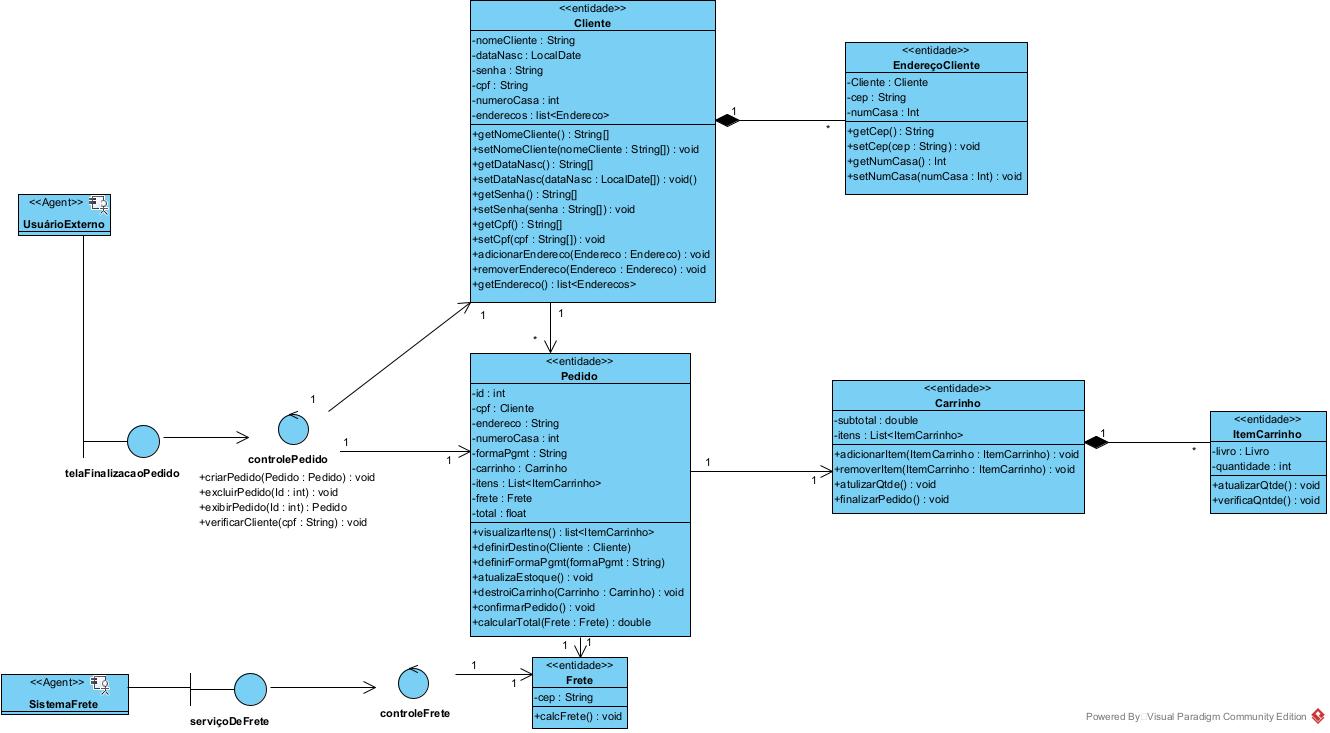 <<entidade>>
Cliente
-nomeCliente : String
-dataNasc : LocalDate
-senha : String
-cpf : String
-numeroCasa : int
-enderecos : list<Endereco>
+getNomeCliente() : String[]
+setNomeCliente(nomeCliente : String[]) : void
+getDataNasc() : String[]
+setDataNasc(dataNasc : LocalDate[]) : void()
+getSenha() : String[]
+setSenha(senha : String[]) : void
+getCpf() : String[]
+setCpf(cpf : String[]) : void
+adicionarEndereco(Endereco : Endereco) : void
+removerEndereco(Endereco : Endereco) : void
+getEndereco() : list<Enderecos>
1
*
<<entidade>>
EndereçoCliente
-Cliente : Cliente
-cep : String
-numCasa : Int
+getCep() : String
+setCep(cep : String) : void
+getNumCasa() : Int
+setNumCasa(numCasa : Int) : void
<<Agent>>
UsuárioExterno
1
1
*
1
telaFinalizacaoPedido
controlePedido
+criarPedido(Pedido : Pedido) : void
+excluirPedido(Id : int) : void
+exibirPedido(Id : int) : Pedido
+verificarCliente(cpf : String) : void
1
1
<<entidade>>
Pedido
-id : int
-cpf : Cliente
-endereco : String
-numeroCasa : int
-formaPgmt : String
-carrinho : Carrinho
-itens : List<ItemCarrinho>
-frete : Frete
-total : float
+visualizarItens() : list<ItemCarrinho>
+definirDestino(Cliente : Cliente)
+definirFormaPgmt(formaPgmt : String)
+atualizaEstoque() : void
+destroiCarrinho(Carrinho : Carrinho) : void
+confirmarPedido() : void
+calcularTotal(Frete : Frete) : double
1
1
<<entidade>>
Carrinho
-subtotal : double
-itens : List<ItemCarrinho>
+adicionarItem(ItemCarrinho : ItemCarrinho) : void
+removerItem(ItemCarrinho : ItemCarrinho) : void
+atulizarQtde() : void
+finalizarPedido() : void
1
*
<<entidade>>
ItemCarrinho
-livro : Livro
-quantidade : int
+atualizarQtde() : void
+verificaQntde() : void
1
1
<<Agent>>
SistemaFrete
serviçoDeFrete
controleFrete
1
1
<<entidade>>
Frete
-cep : String
+calcFrete() : void
Powered By Visual Paradigm Community Edition